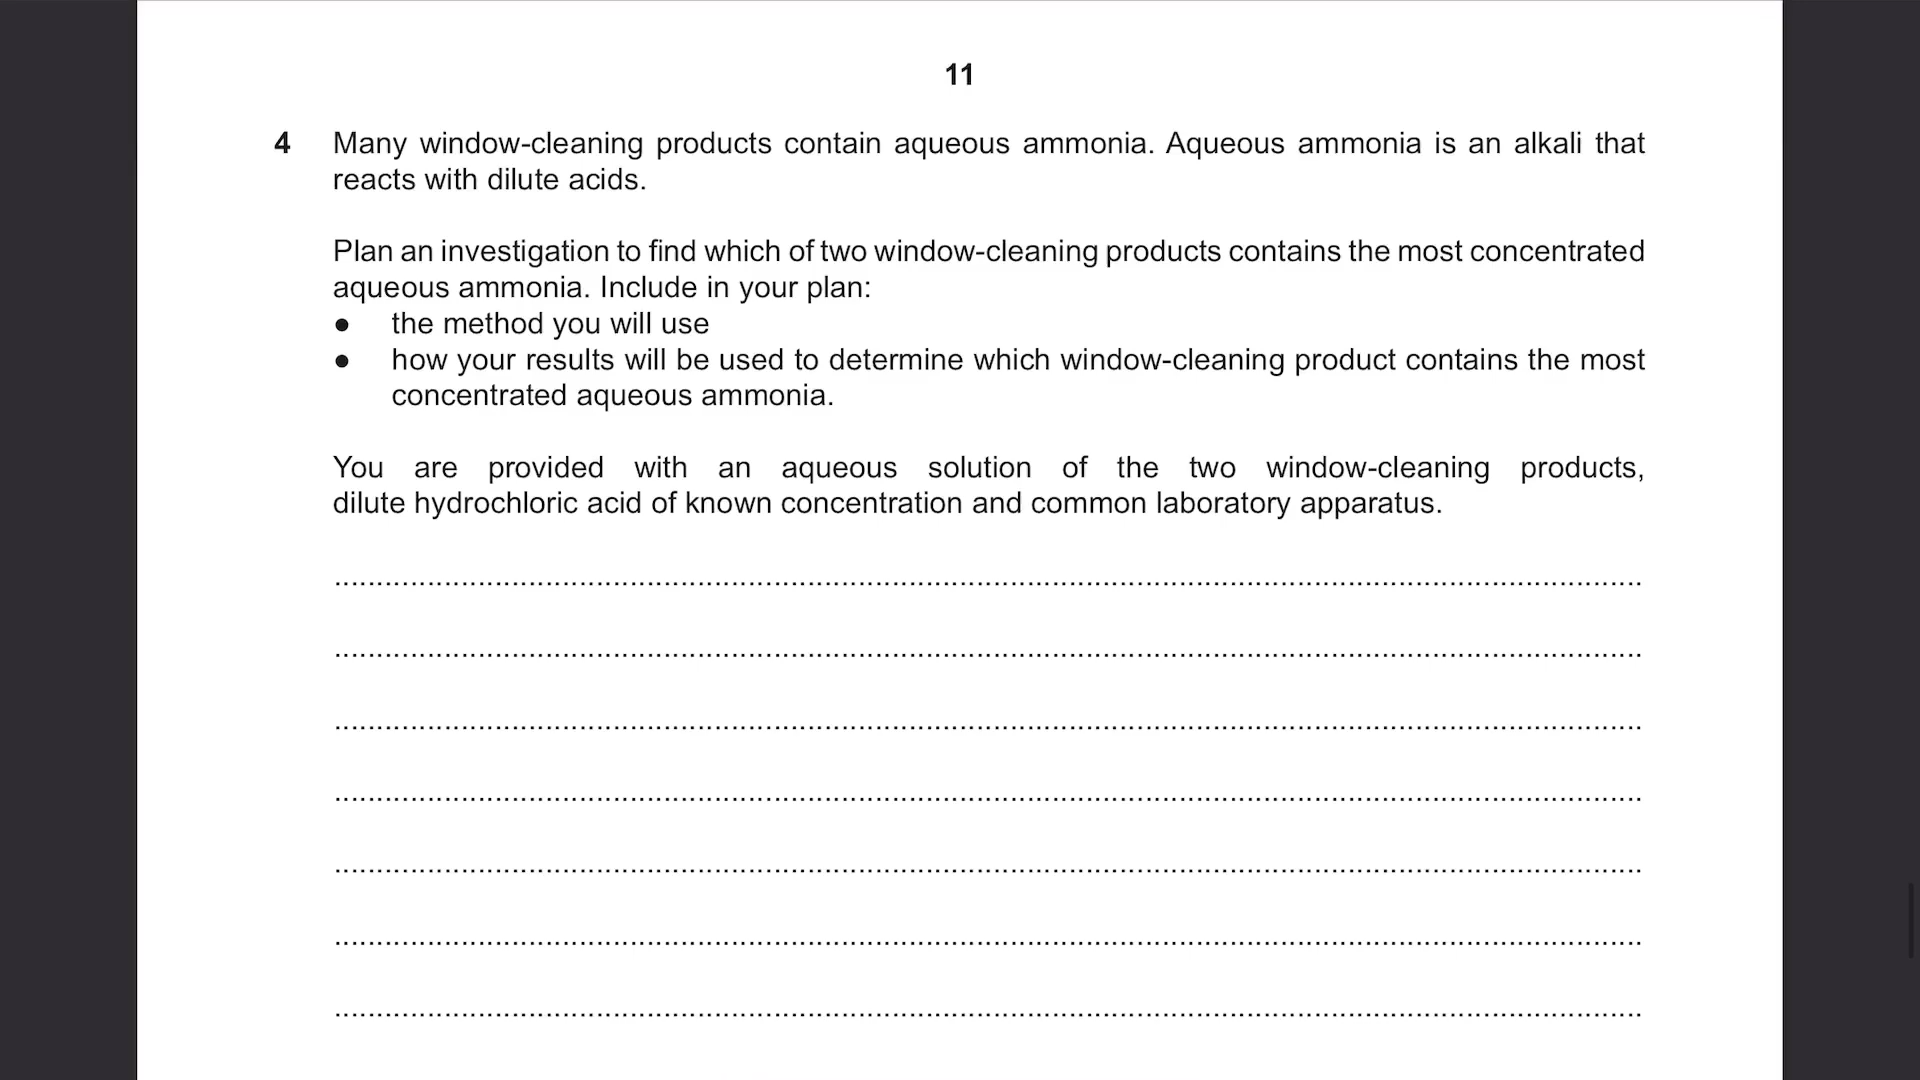 11
4 Many window-cleaning products contain aqueous ammonia. Aqueous ammonia is an alkali that
reacts with dilute acids.
Plan an investigation to find which of two window-cleaning products contains the most concentrated
aqueous ammonia. Include in your plan:
● the method you will use
● how your results will be used to determine which window-cleaning product contains the most
concentrated aqueous ammonia.
You are provided with an aqueous solution of the two window-cleaning products,
dilute hydrochloric acid of known concentration and common laboratory apparatus.